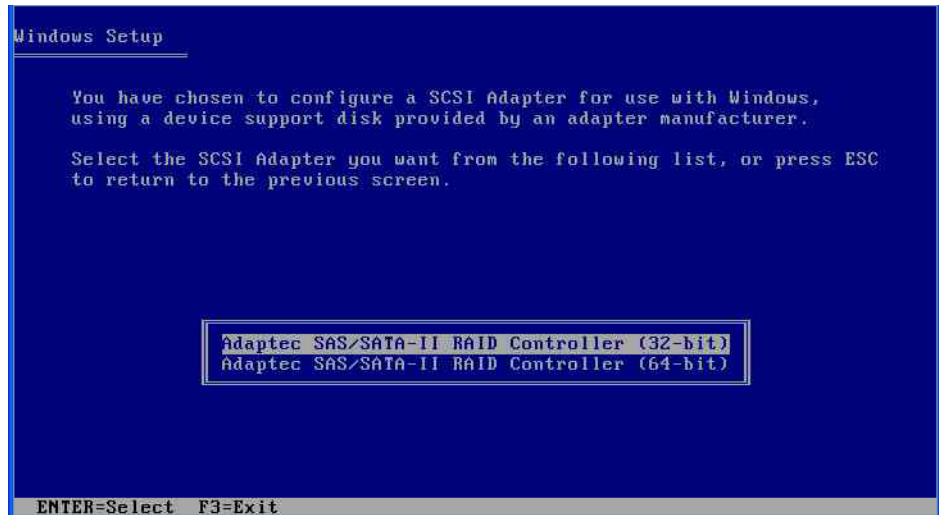 Windows Setup
You have chosen to configure a SCSI Adapter for use with Windows,
using a device support disk provided by an adapter manufacturer.
Select the SCSI Adapter you want from the following list, or press ESC
to return to the previous screen.
Adaptec SAS/SATA-II RAID Controller (32-bit)
Adaptec SAS/SATA-II RAID Controller (64-bit)
ENTER=Select F3=Exit